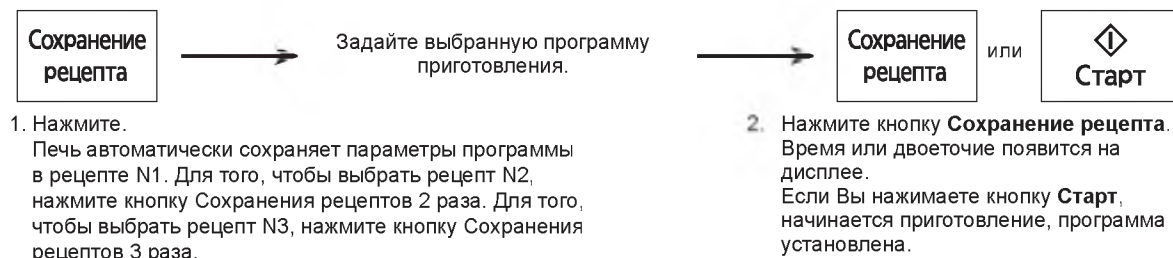 Сохранение
рецепта
Задайте выбранную программу
приготовления.
Сохранение
рецепта
или
Старт
1. Нажмите.
Печь автоматически сохраняет параметры программы
в рецепте N1. Для того, чтобы выбрать рецепт N2,
нажмите кнопку Сохранения рецептов 2 раза. Для того,
чтобы выбрать рецепт N3, нажмите кнопку Сохранения
рецептов 3 раза.
2. Нажмите кнопку Сохранение рецепта.
Время или двоеточие появится на
дисплее.
Если Вы нажимаете кнопку Старт,
начинается приготовление, программа
установлена.